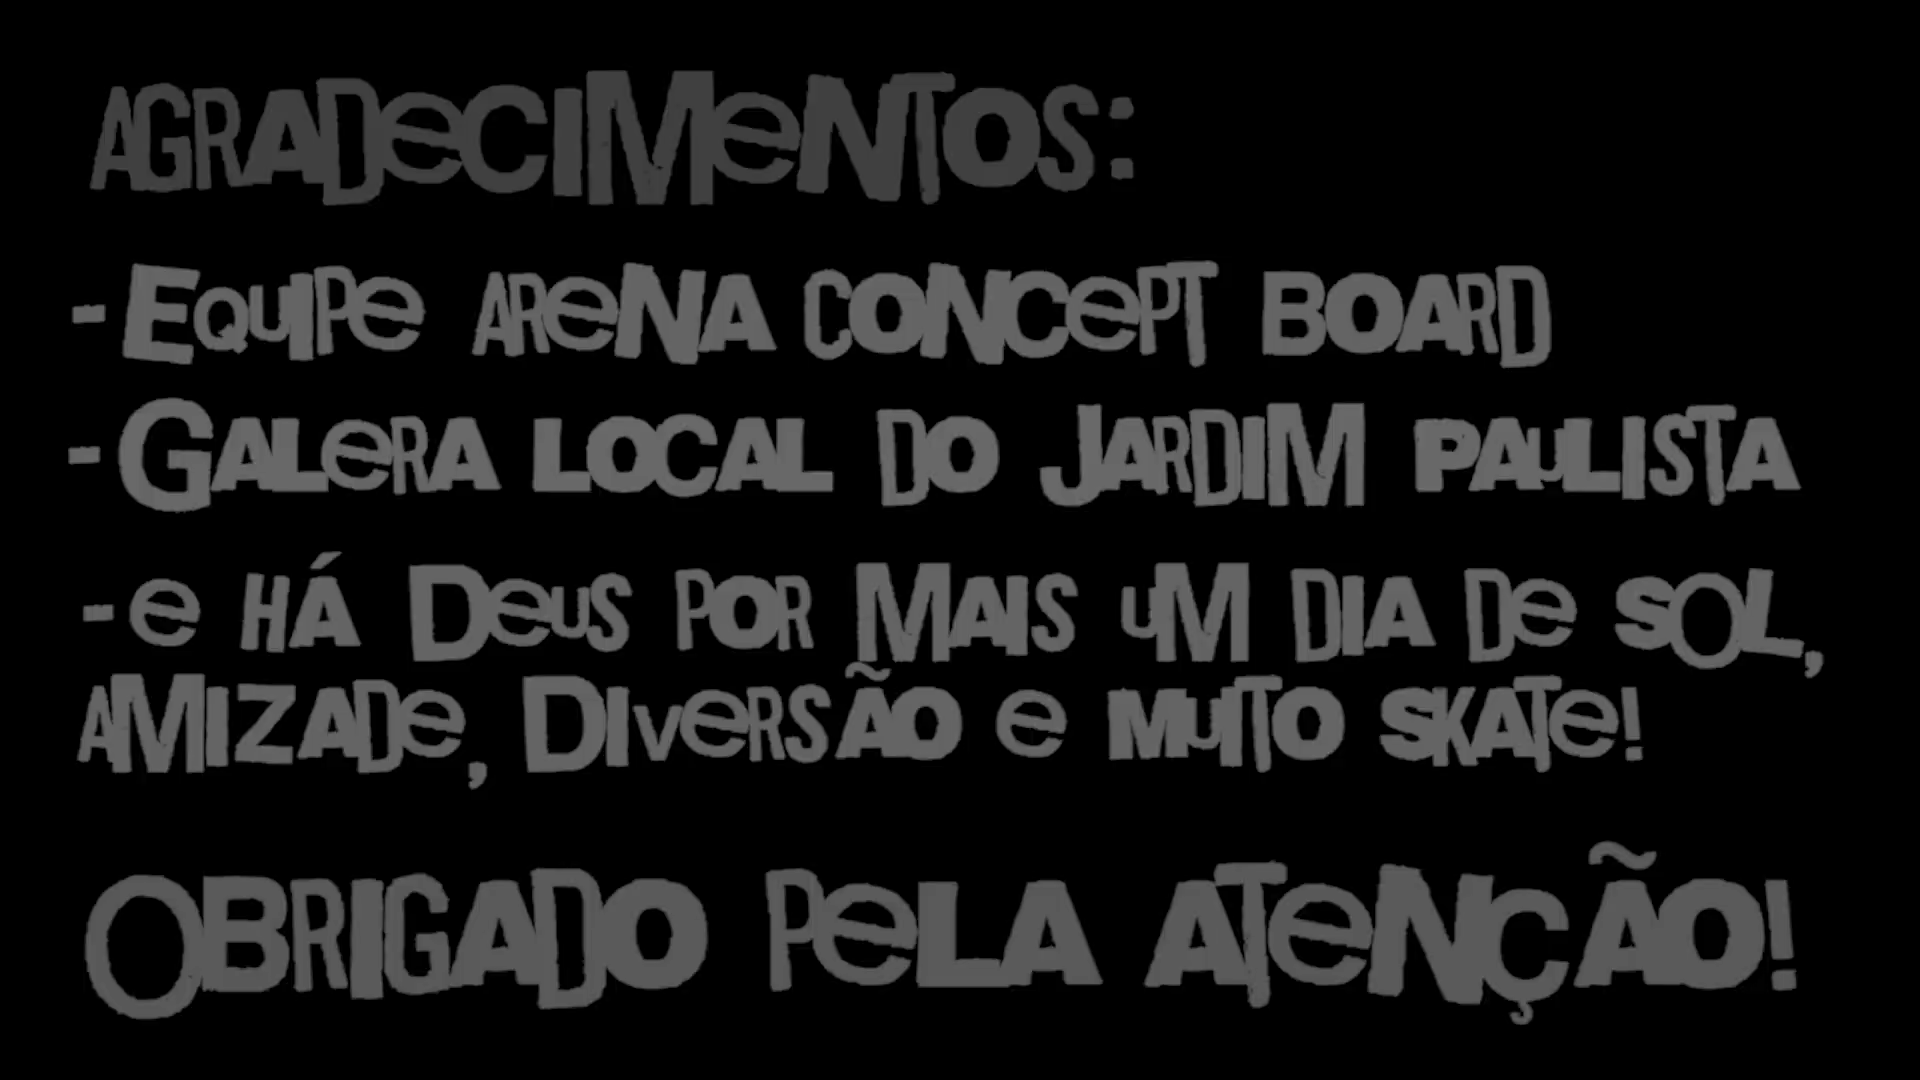 Agradecimentos:
- Equipe Arena Concept Board
- Galera local do Jardim Paulista
- e há Deus por mais um dia de sol,
amizade, diversão e muito skate!
Obrigado pela atenção!